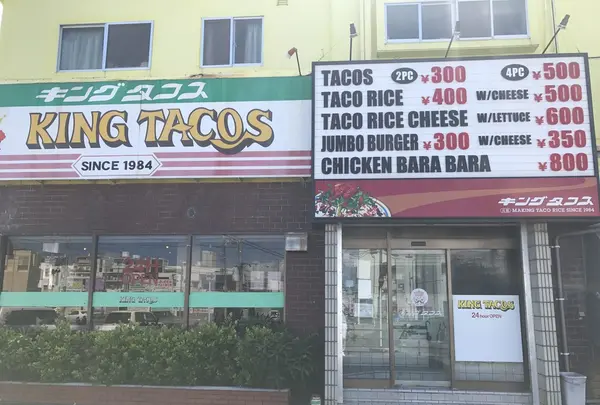 キングタコス
KING TACOS
SINCE 1984
TACOS 2PC ¥300 4PC ¥500
TACO RICE ¥400 W/CHEESE ¥500
TACO RICE CHEESE W/LETTUCE ¥600
JUMBO BURGER ¥300 W/CHEESE ¥350
CHICKEN BARA BARA ¥800
キングタコス
MAKING TACO RICE SINCE 1984
KING TACOS
KING TACOS
24hour OPEN